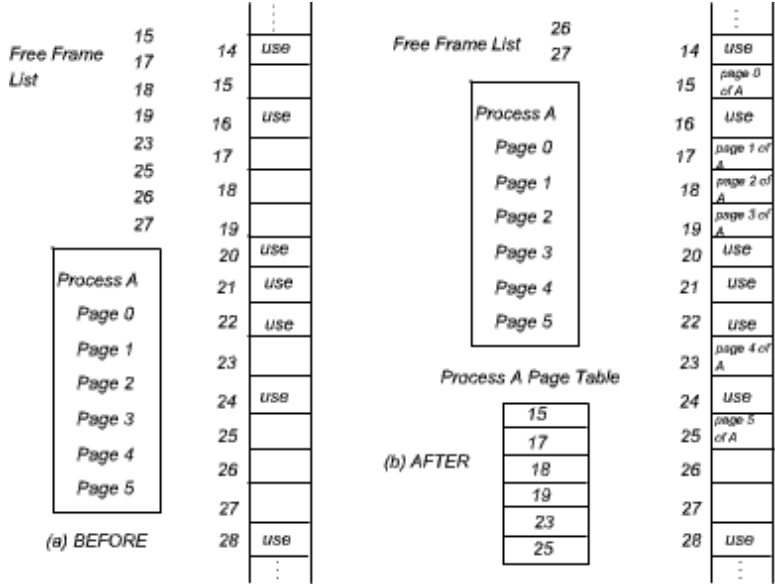 Free Frame List
15
17
18
19
23
25
26
27
Process A
Page 0
Page 1
Page 2
Page 3
Page 4
Page 5
(a) BEFORE
14 use
15
16 use
17
18
19
20 use
21 use
22 use
23
24 use
25
26
27
28 use
Free Frame List
26
27
Process A
Page 0
Page 1
Page 2
Page 3
Page 4
Page 5
Process A Page Table
15
17
18
19
23
25
(b) AFTER
14 use
15 page 0 of A
16 use
17 page 1 of A
18 page 2 of A
19 page 3 of A
20 use
21 use
22 use
23 page 4 of A
24 use
25 page 5 of A
26
27
28 use